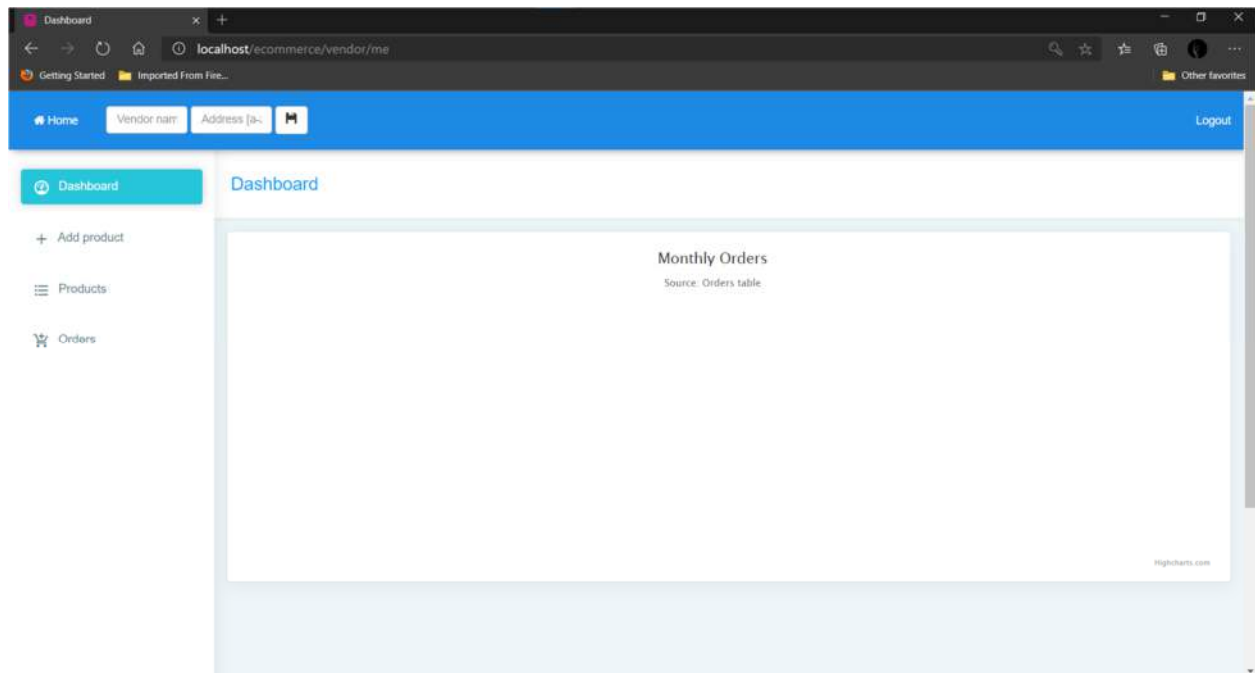 Dashboard
localhost/ecommerce/vendor/me
Getting Started Imported From Fire...
Other favorites
Home Vendor nam Address [a-
Logout
Dashboard
Dashboard
Add product
Products
Orders
Monthly Orders
Source: Orders table
Highcharts.com